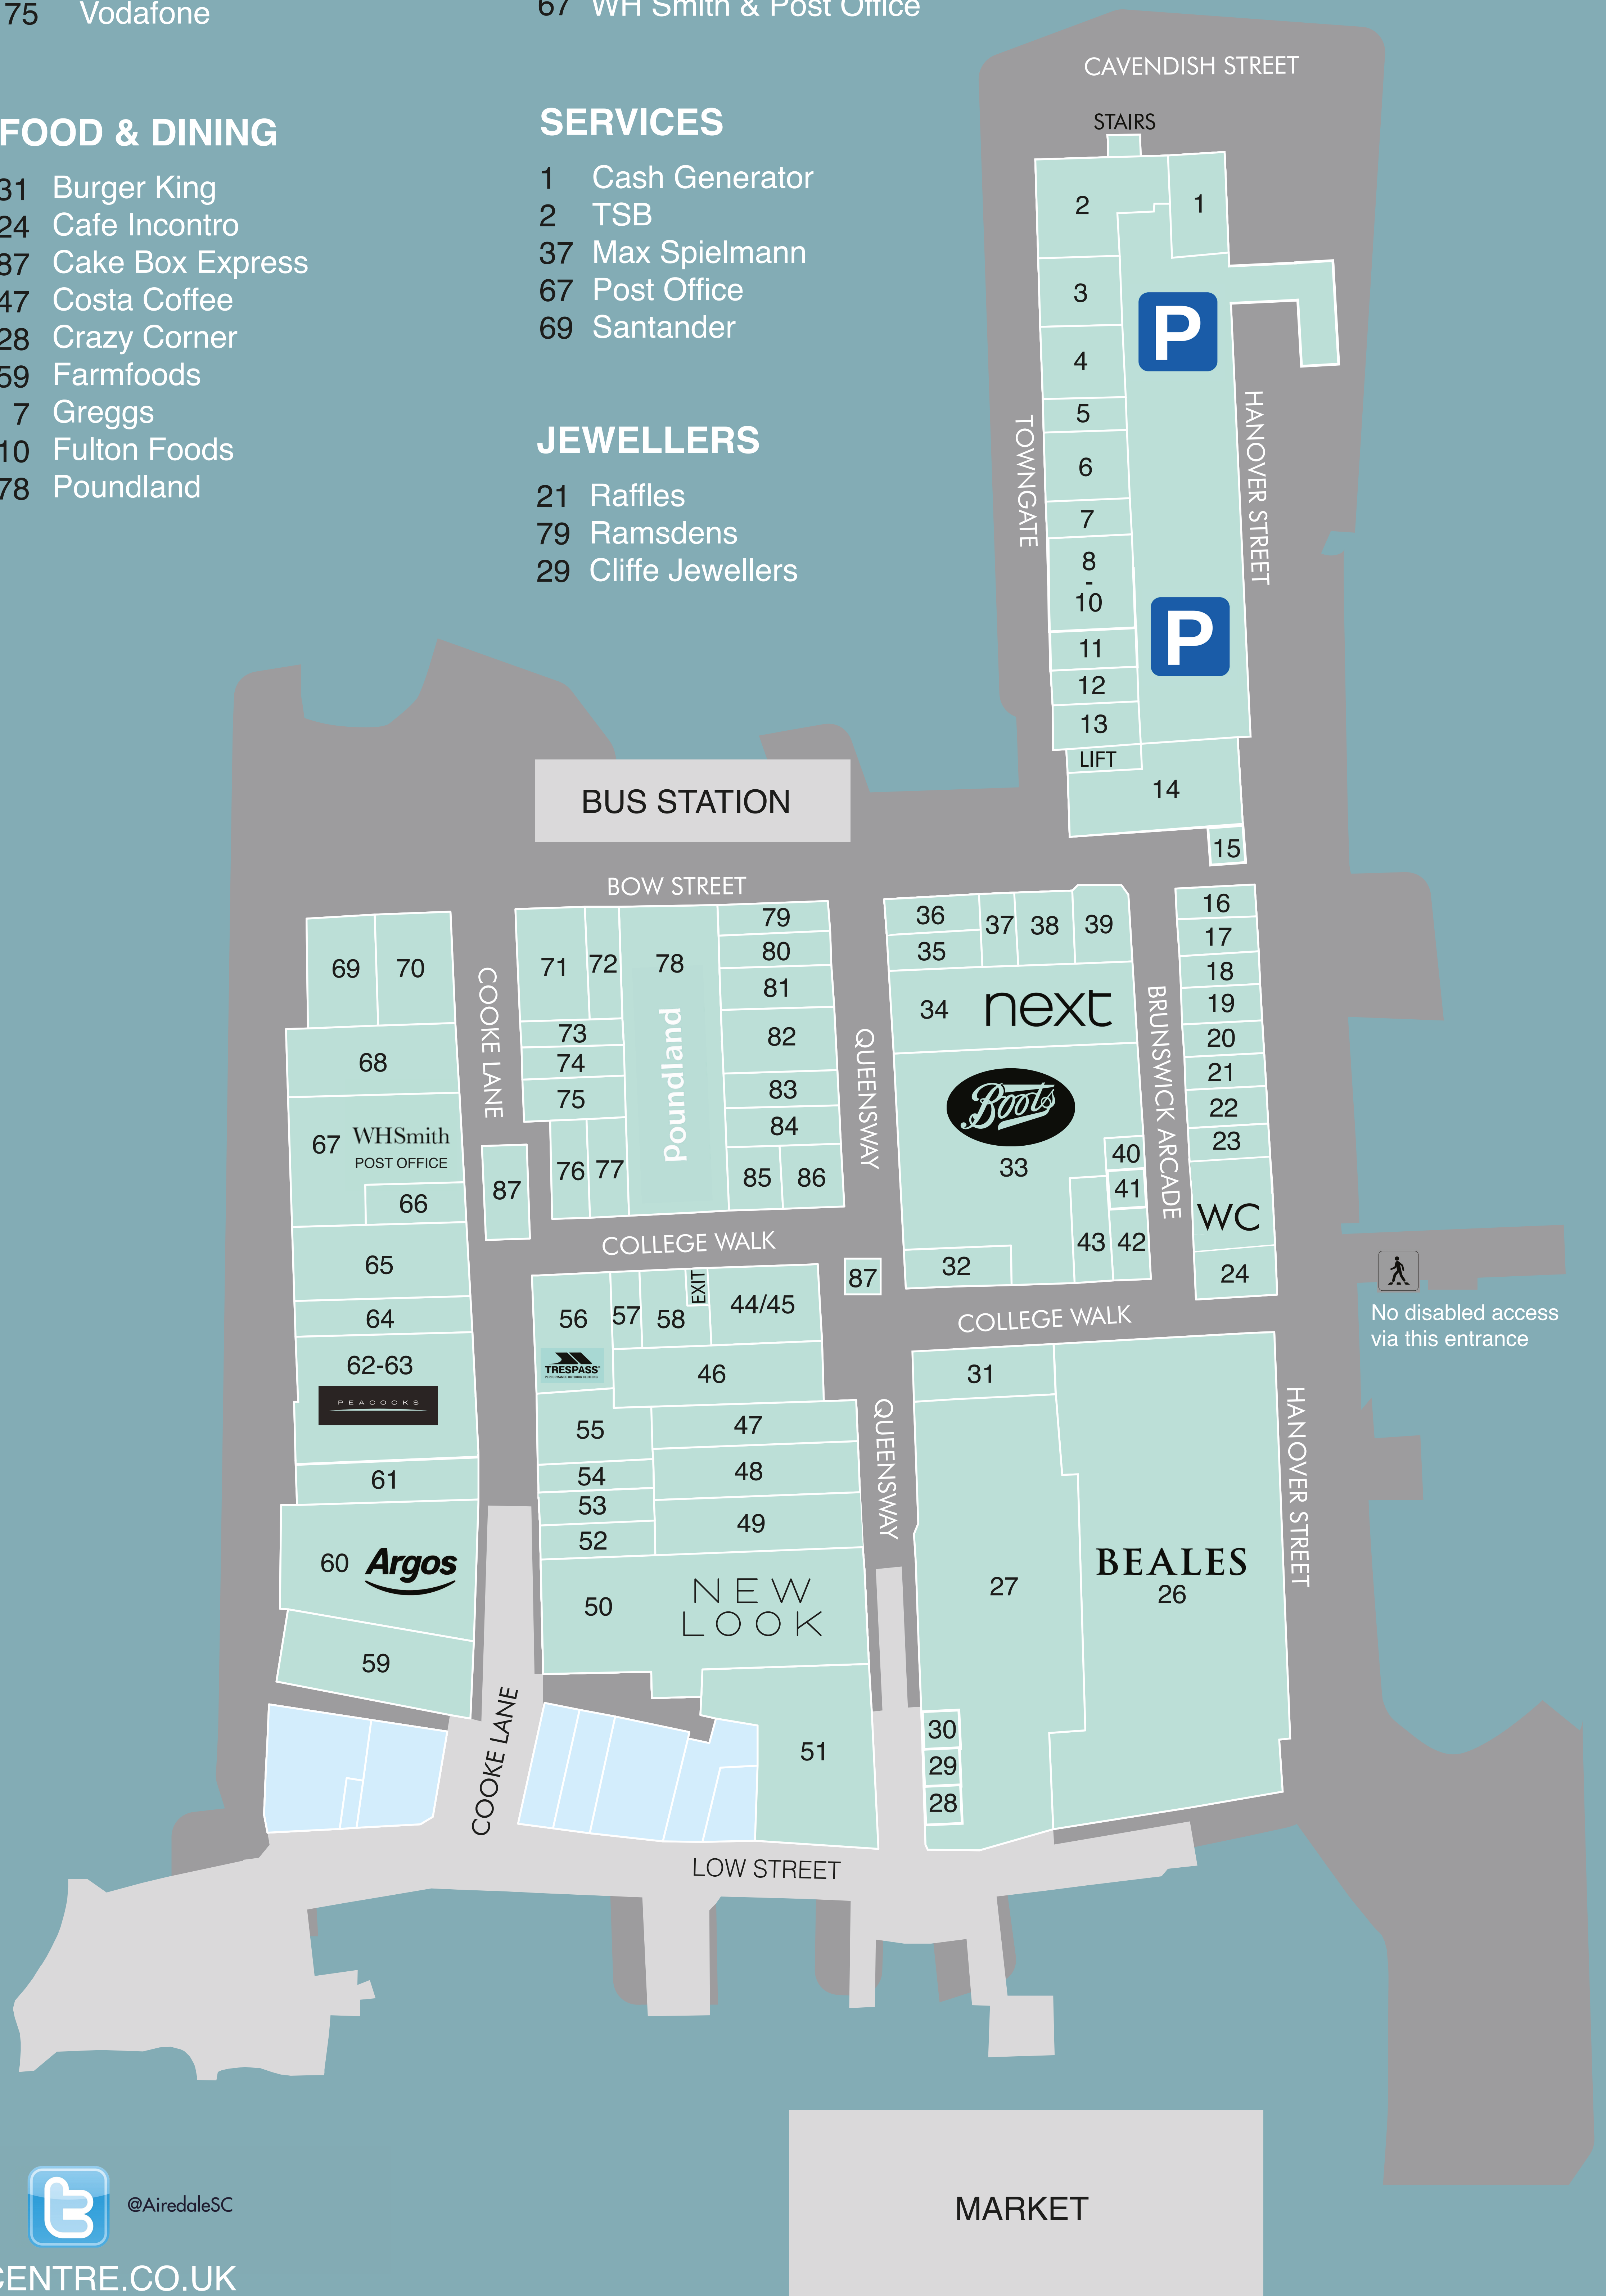 75 Vodafone
67 WH Smith & Post Office
FOOD & DINING
31 Burger King
24 Cafe Incontro
87 Cake Box Express
47 Costa Coffee
28 Crazy Corner
59 Farmfoods
7 Greggs
10 Fulton Foods
78 Poundland
SERVICES
1 Cash Generator
2 TSB
37 Max Spielmann
67 Post Office
69 Santander
JEWELLERS
21 Raffles
79 Ramsdens
29 Cliffe Jewellers
CAVENDISH STREET
STAIRS
2
1
3
P
4
5
TOWNGATE
HANOVER STREET
6
7
8
-
10
P
11
12
13
LIFT
14
15
BUS STATION
BOW STREET
69
70
68
67 WHSmith
POST OFFICE
66
65
64
62-63
PEACOCKS
61
60 Argos
59
COOKE LANE
87
71
72
78
Poundland
73
74
75
76
77
79
80
81
82
83
84
85
86
QUEENSWAY
36
35
37
38
39
34 next
Boots
33
40
41
43
42
32
BRUNSWICK ARCADE
16
17
18
19
20
21
22
23
WC
24
No disabled access
via this entrance
COLLEGE WALK
87
COLLEGE WALK
56
TRESPASS
57
58
EXIT
44/45
46
55
47
54
48
53
49
52
50 NEW
LOOK
51
QUEENSWAY
31
27
BEALES
26
30
29
28
HANOVER STREET
COOKE LANE
LOW STREET
MARKET
@AiredaleSC
CENTRE.CO.UK